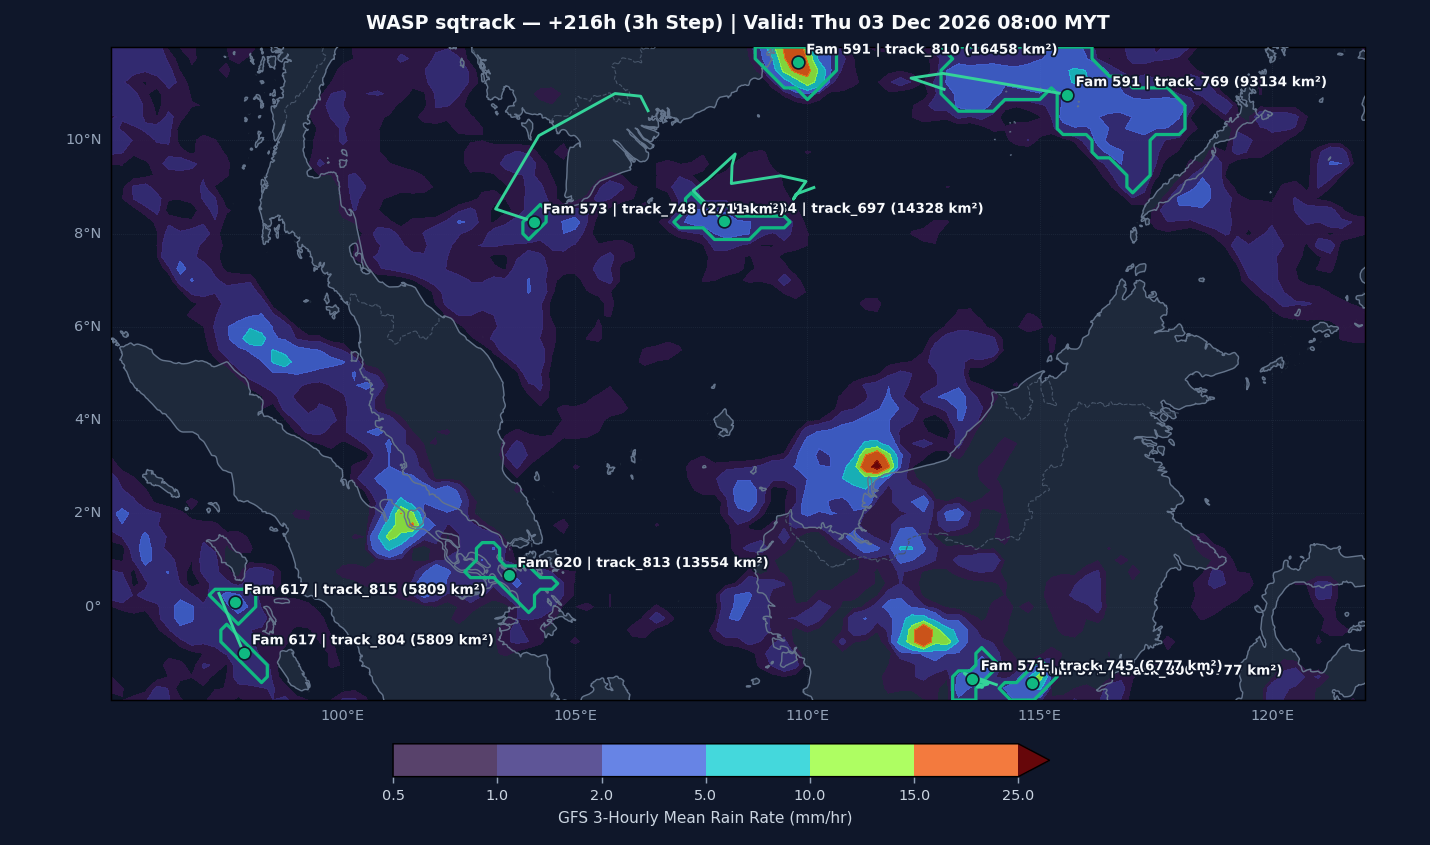 WASP sqtrack — +216h (3h Step) | Valid: Thu 03 Dec 2026 08:00 MYT
Fam 591 | track_810 (16458 km²)
Fam 591 | track_769 (93134 km²)
10°N
Fam 573 | track_748 (2711 km²)
4 | track_697 (14328 km²)
8°N
6°N
4°N
2°N
Fam 620 | track_813 (13554 km²)
Fam 617 | track_815 (5809 km²)
0°
Fam 617 | track_804 (5809 km²)
Fam 571 | track_745 (6777 km²)
77 km²)
100°E 105°E 110°E 115°E 120°E
0.5 1.0 2.0 5.0 10.0 15.0 25.0
GFS 3-Hourly Mean Rain Rate (mm/hr)